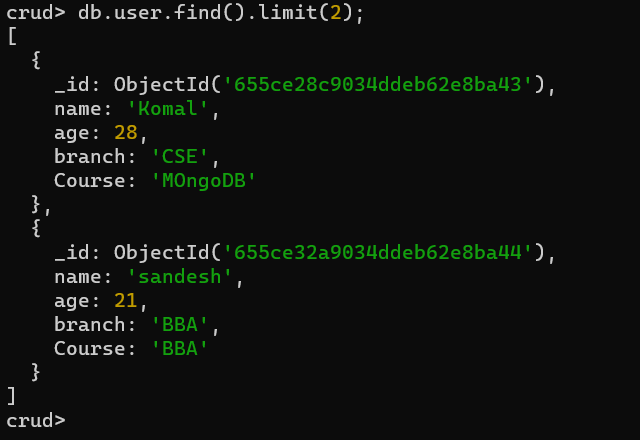 crud> db.user.find().limit(2);
[
  {
    _id: ObjectId('655ce28c9034ddeb62e8ba43'),
    name: 'Komal',
    age: 28,
    branch: 'CSE',
    Course: 'MOngoDB'
  },
  {
    _id: ObjectId('655ce32a9034ddeb62e8ba44'),
    name: 'sandesh',
    age: 21,
    branch: 'BBA',
    Course: 'BBA'
  }
]
crud>